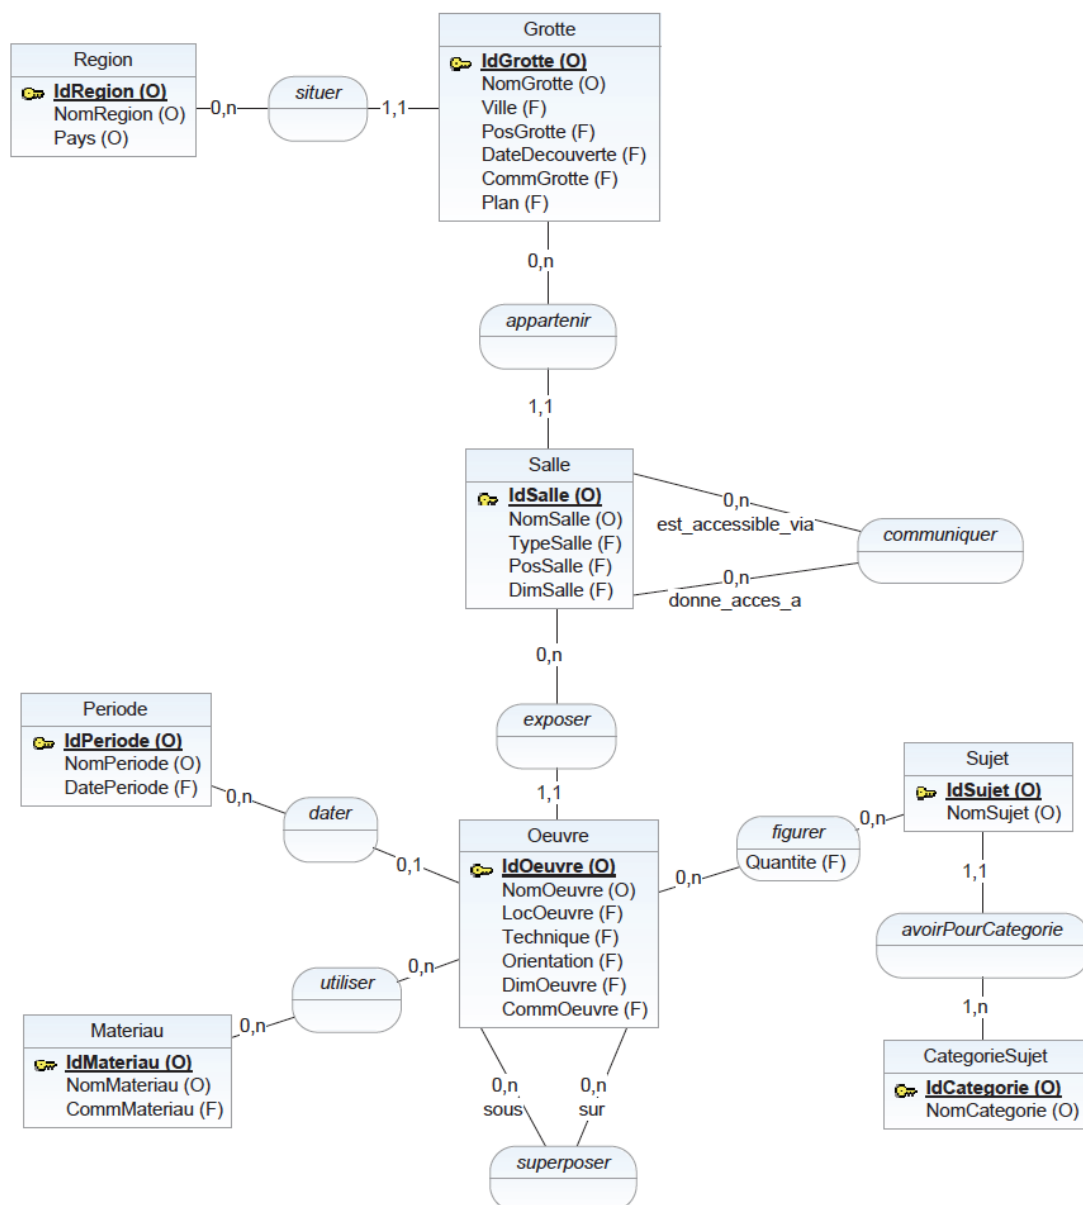 Grotte
IdGrotte (O)
NomGrotte (O)
Ville (F)
PosGrotte (F)
DateDecouverte (F)
CommGrotte (F)
Plan (F)
Region
IdRegion (O)
NomRegion (O)
Pays (O)
0,n
situer
1,1
0,n
appartenir
1,1
Salle
IdSalle (O)
NomSalle (O)
TypeSalle (F)
PosSalle (F)
DimSalle (F)
0,n
est_accessible_via
communiquer
0,n
donne_acces_a
0,n
exposer
1,1
Periode
IdPeriode (O)
NomPeriode (O)
DatePeriode (F)
0,n
dater
0,1
Oeuvre
IdOeuvre (O)
NomOeuvre (O)
LocOeuvre (F)
Technique (F)
Orientation (F)
DimOeuvre (F)
CommOeuvre (F)
0,n
figurer
Quantite (F)
0,n
Sujet
IdSujet (O)
NomSujet (O)
1,1
avoirPourCategorie
1,n
CategorieSujet
IdCategorie (O)
NomCategorie (O)
0,n
utiliser
0,n
Materiau
IdMateriau (O)
NomMateriau (O)
CommMateriau (F)
0,n
sous
0,n
sur
superposer